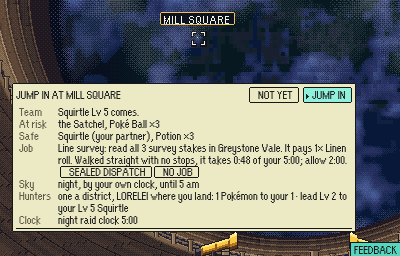 MILL SQUARE
JUMP IN AT MILL SQUARE
NOT YET
JUMP IN
Team Squirtle Lv 5 comes.
At risk the Satchel, Poké Ball ×3
Safe Squirtle (your partner), Potion ×3
Job Line survey: read all 3 survey stakes in Greystone Vale. It pays 1× Linen
roll. Walked straight with no stops, it takes 0:48 of your 5:00; allow 2:00.
SEALED DISPATCH NO JOB
Sky night, by your own clock, until 5 am
Hunters one a district, LORELEI where you land: 1 Pokémon to your 1 · lead Lv 2 to
your Lv 5 Squirtle
Clock night raid clock 5:00
FEEDBACK